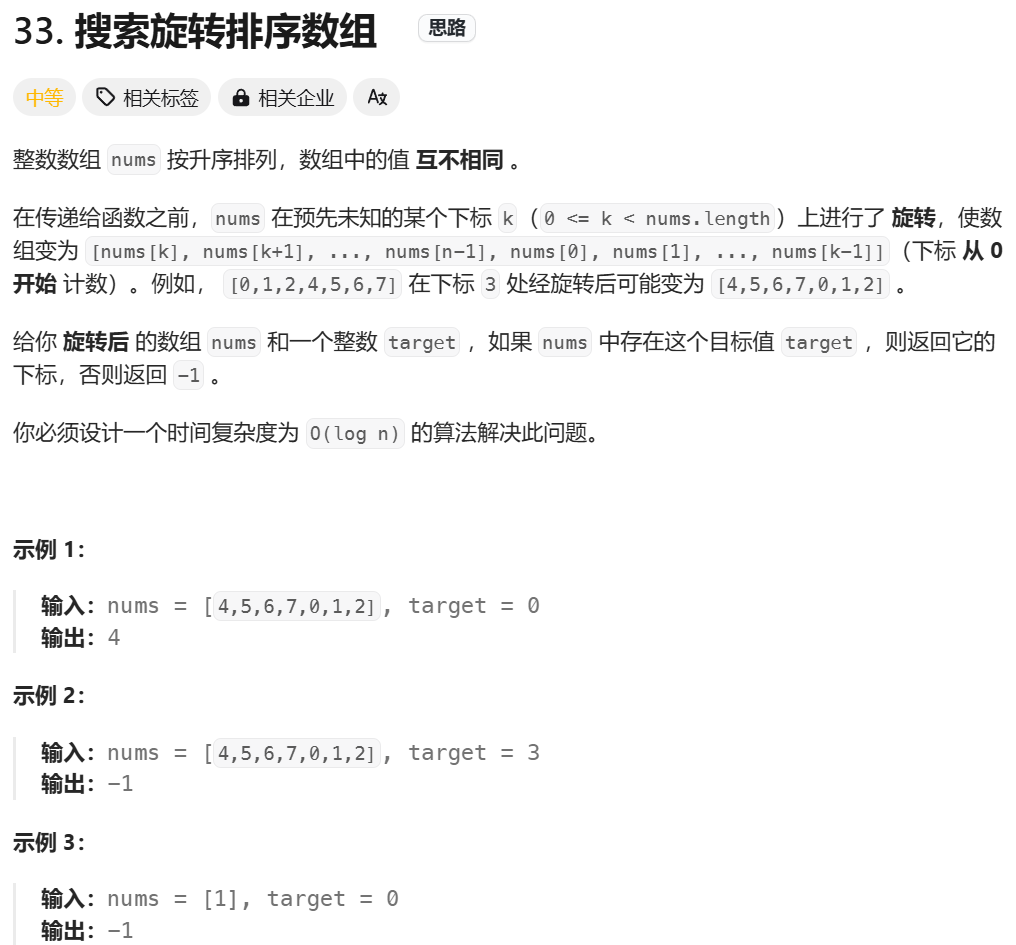 33. 搜索旋转排序数组 思路
中等 相关标签 相关企业 A文
整数数组 nums 按升序排列，数组中的值 互不相同 。
在传递给函数之前，nums 在预先未知的某个下标 k（0 <= k < nums.length）上进行了 旋转，使数
组变为 [nums[k], nums[k+1], ..., nums[n-1], nums[0], nums[1], ..., nums[k-1]]（下标 从 0
开始 计数）。例如， [0,1,2,4,5,6,7] 在下标 3 处经旋转后可能变为 [4,5,6,7,0,1,2] 。
给你 旋转后 的数组 nums 和一个整数 target ，如果 nums 中存在这个目标值 target ，则返回它的
下标，否则返回 -1 。
你必须设计一个时间复杂度为 O(log n) 的算法解决此问题。
示例 1：
输入：nums = [4,5,6,7,0,1,2], target = 0
输出：4
示例 2：
输入：nums = [4,5,6,7,0,1,2], target = 3
输出：-1
示例 3：
输入：nums = [1], target = 0
输出：-1